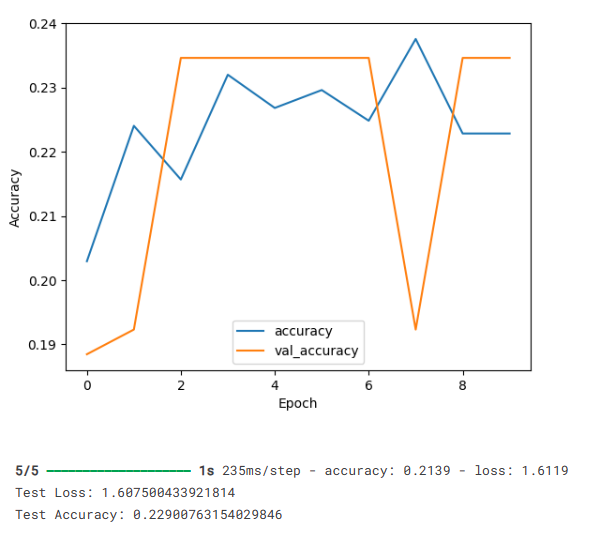 0.24
0.23
0.22
0.21
0.20
0.19
Accuracy
accuracy
val_accuracy
0 2 4 6 8
Epoch
5/5 ━━━━━━━━━━━━━━━━━━━━ 1s 235ms/step - accuracy: 0.2139 - loss: 1.6119
Test Loss: 1.607500433921814
Test Accuracy: 0.22900763154029846